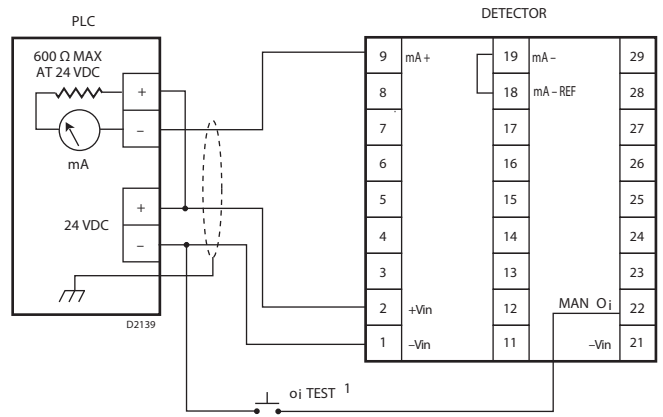 PLC
DETECTOR
600 Ω MAX
AT 24 VDC
+
–
mA
24 VDC
+
–
D2139
9 mA + 19 mA – 29
8 18 mA – REF 28
7 17 27
6 16 26
5 15 25
4 14 24
3 13 23
2 +Vin 12 MAN Oi 22
1 –Vin 11 –Vin 21
oi TEST 1